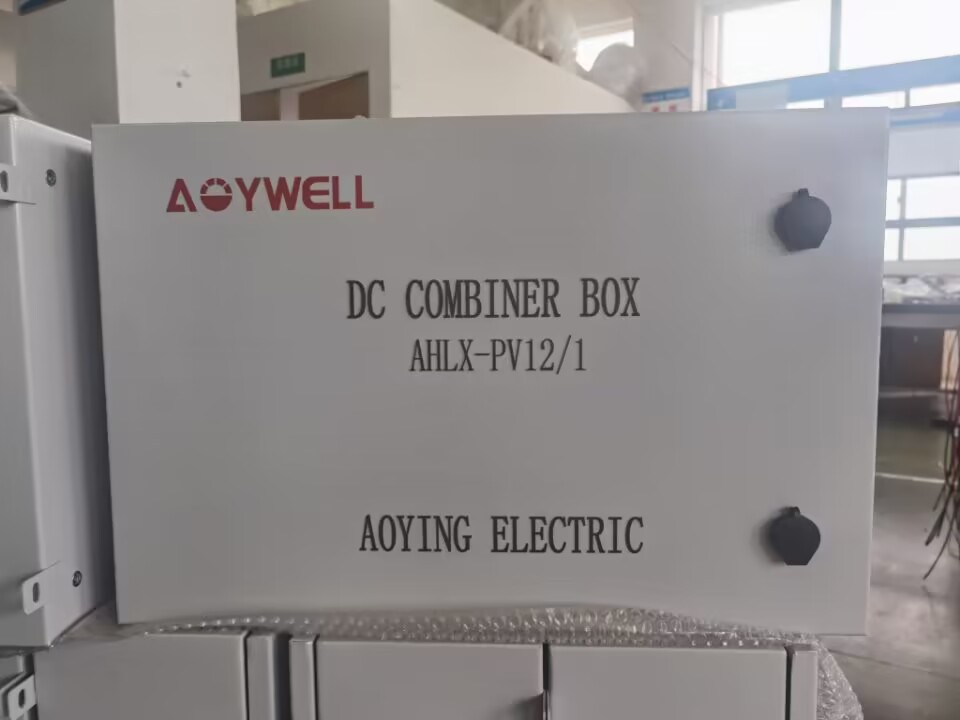 AOYWELL
DC COMBINER BOX
AHLX-PV12/1
AOYING ELECTRIC